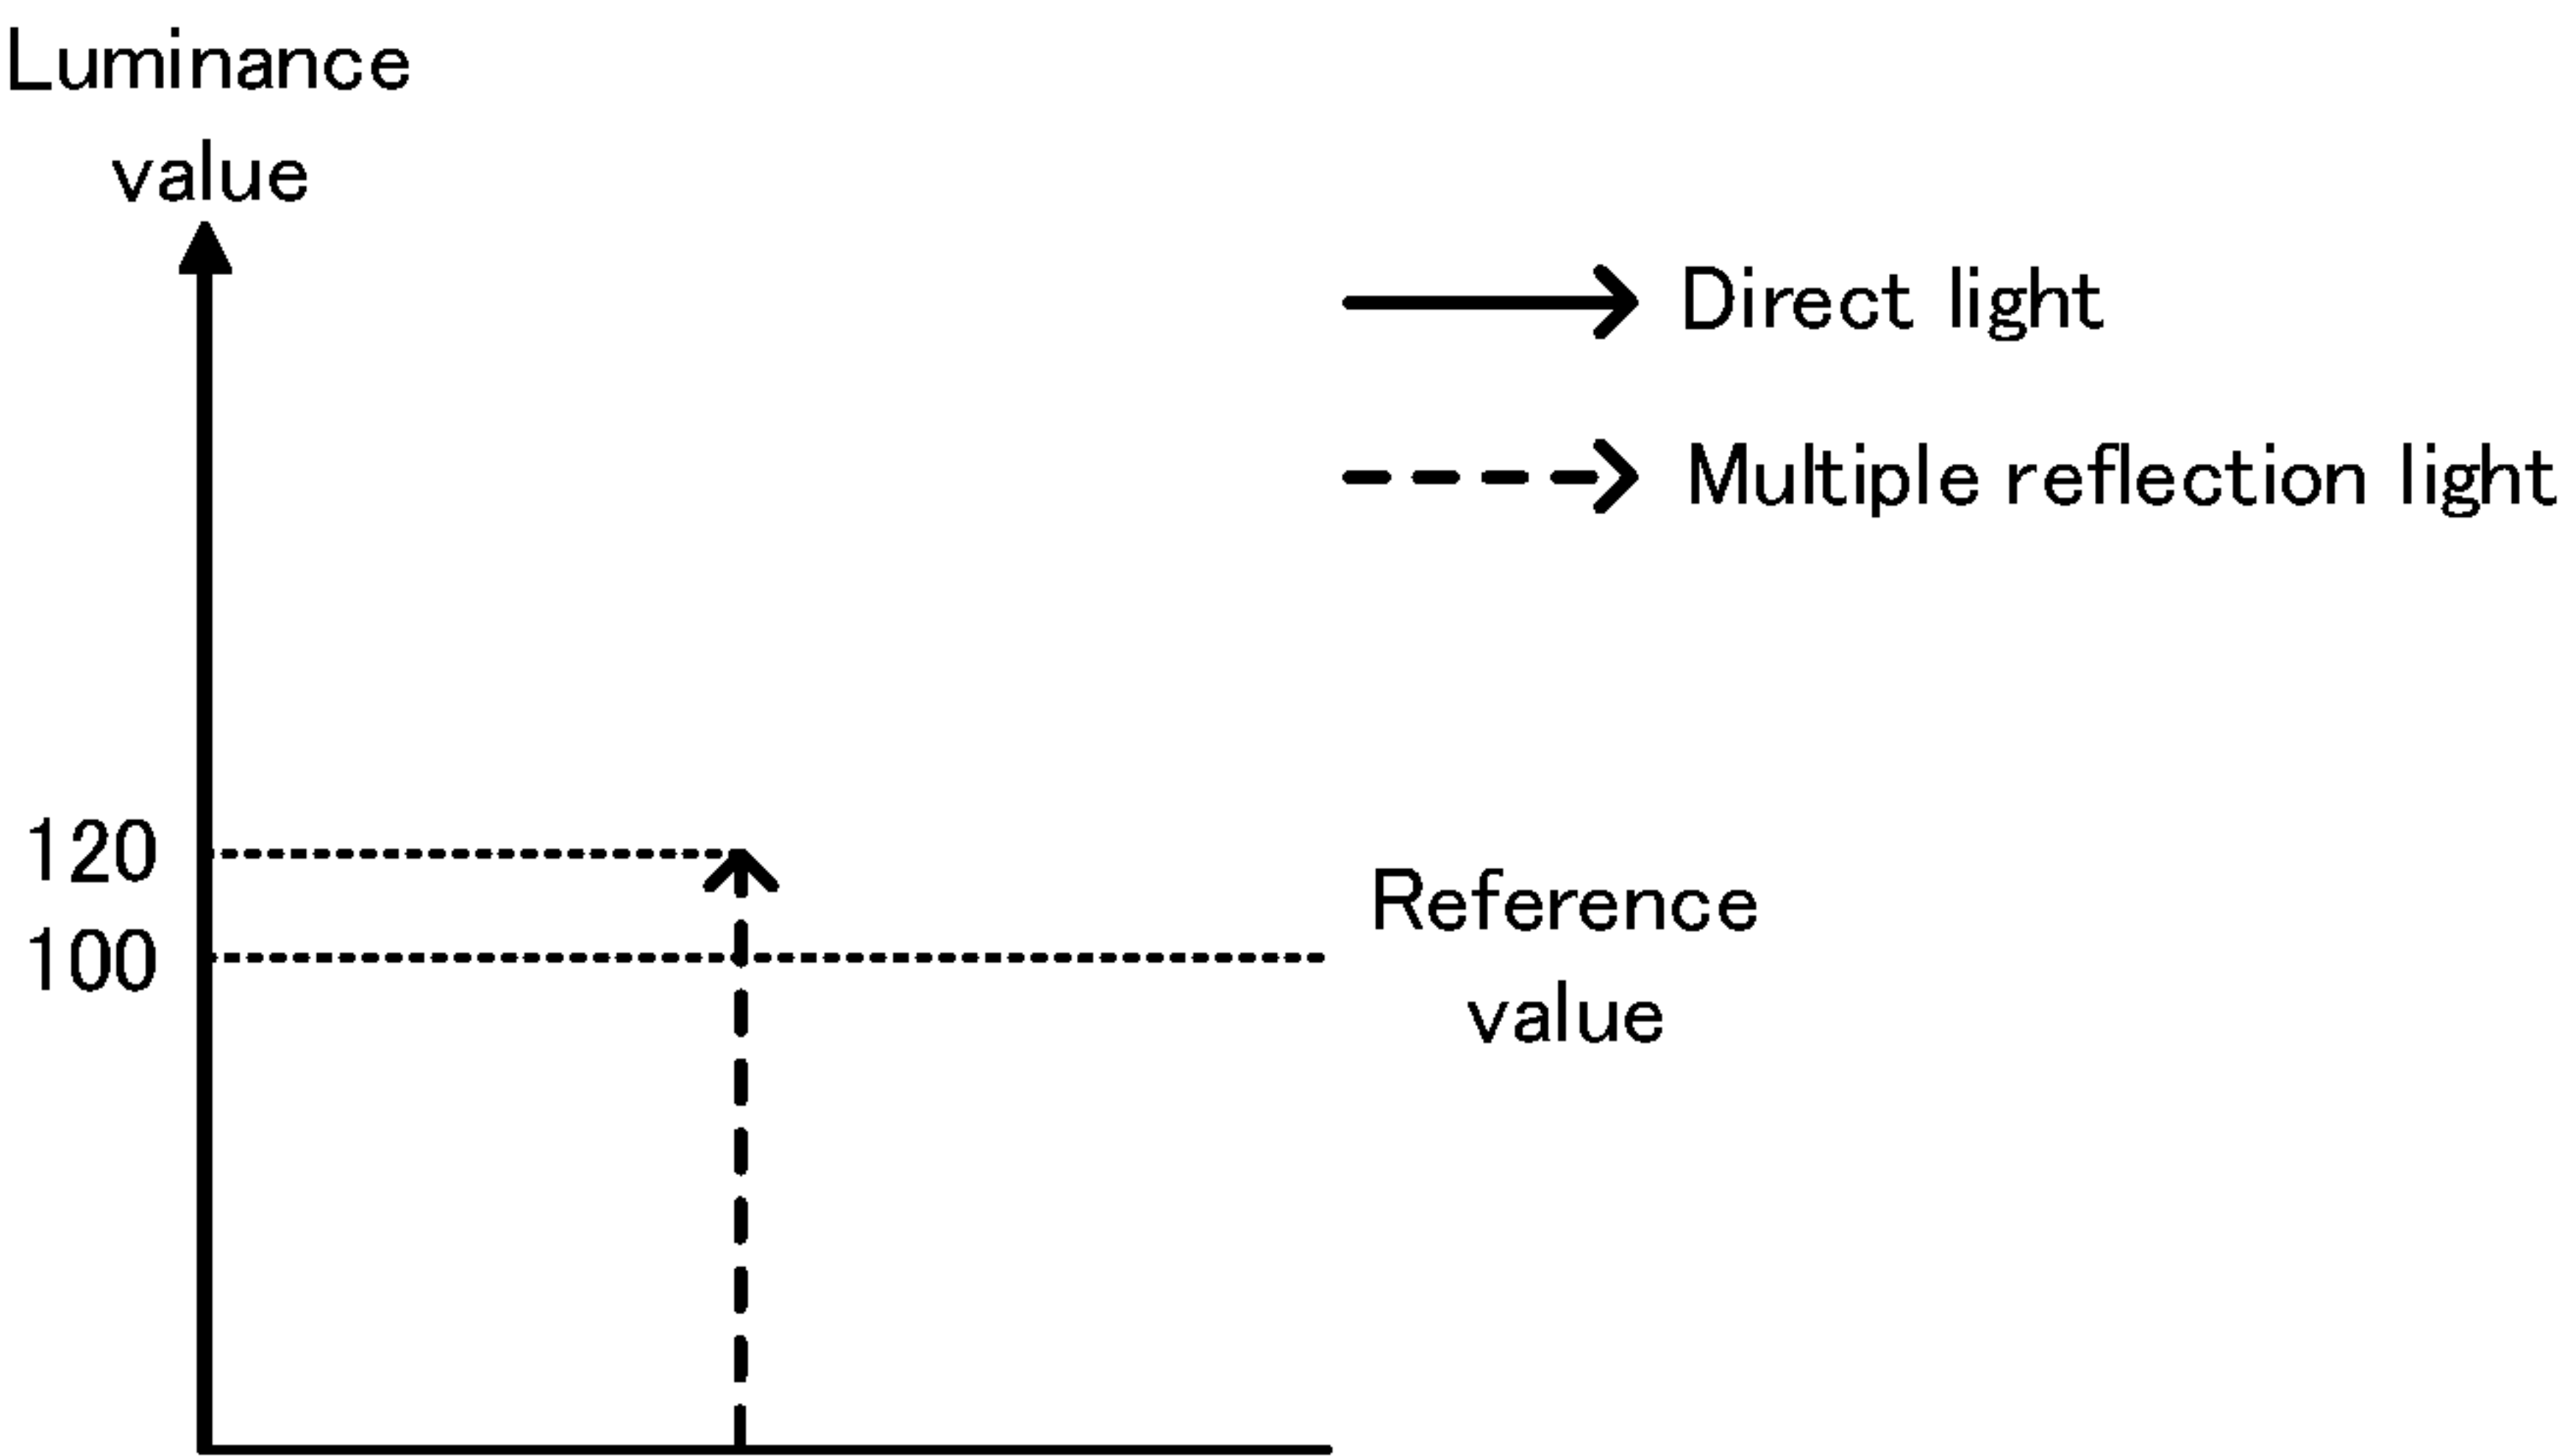 Luminance
value
Direct light
Multiple reflection light
120
100
Reference
value